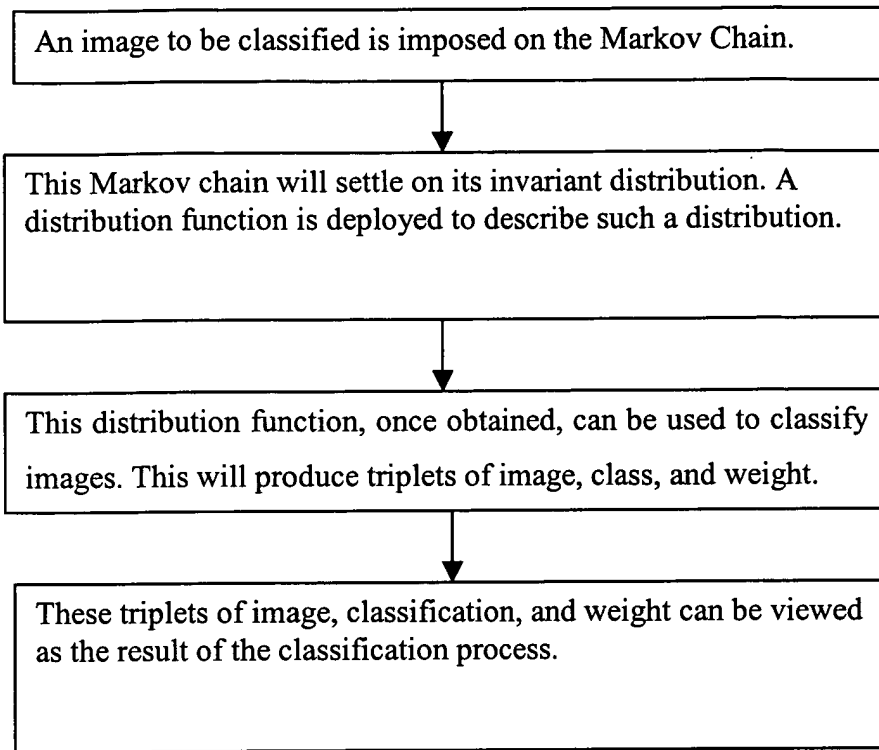 An image to be classified is imposed on the Markov Chain.
This Markov chain will settle on its invariant distribution. A
distribution function is deployed to describe such a distribution.
This distribution function, once obtained, can be used to classify
images. This will produce triplets of image, class, and weight.
These triplets of image, classification, and weight can be viewed
as the result of the classification process.